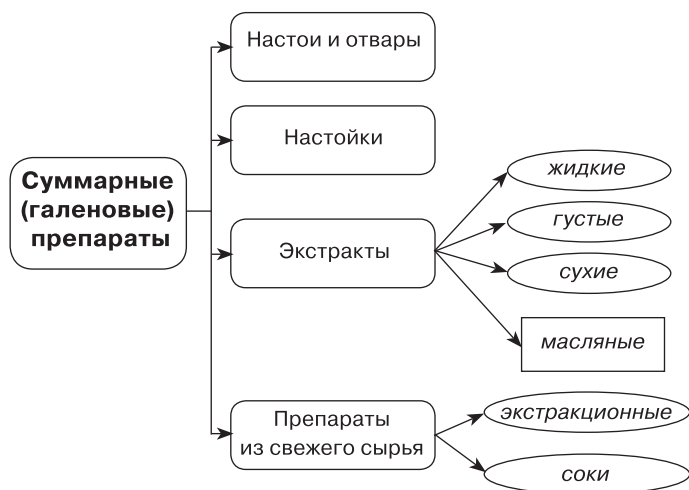 Настои и отвары
Настойки
Суммарные
(галеновые)
препараты
Экстракты
жидкие
густые
сухие
масляные
Препараты
из свежего сырья
экстракционные
соки